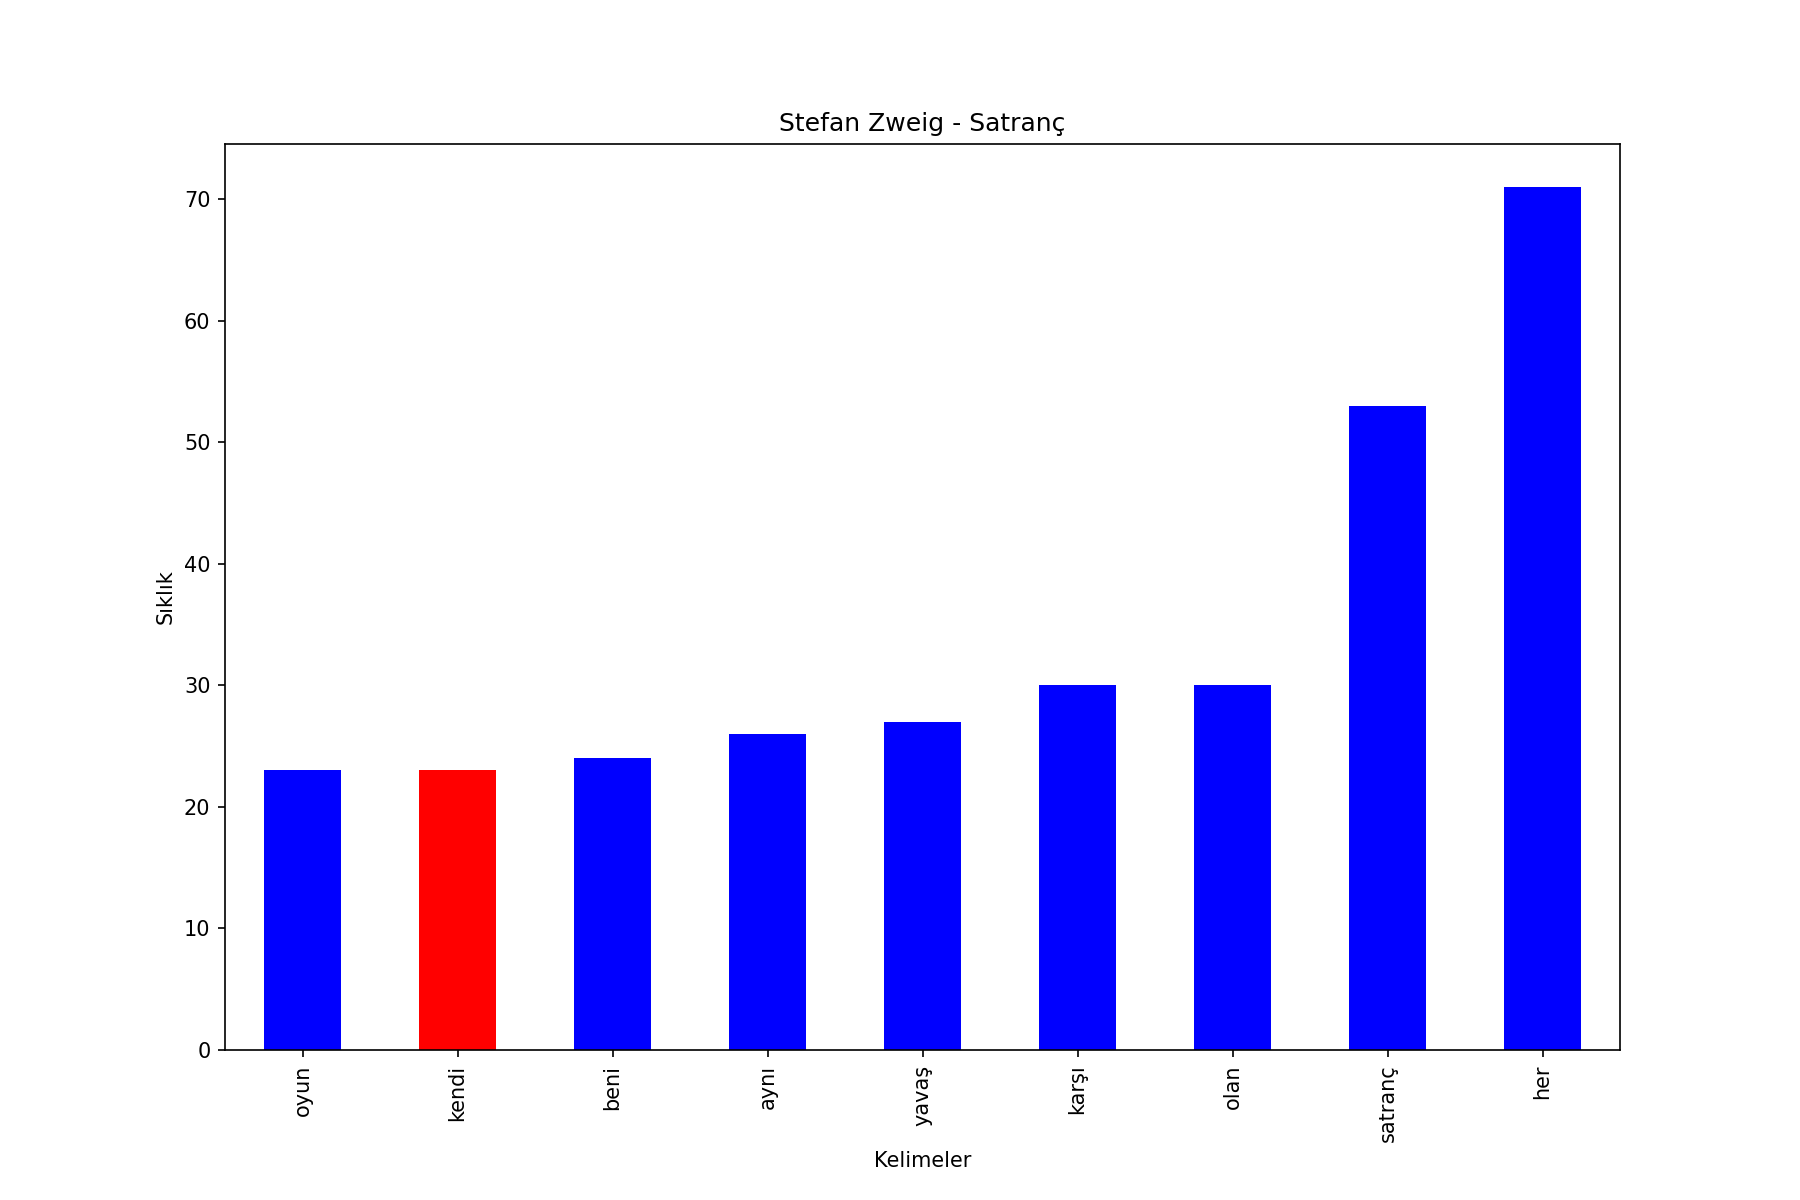 Stefan Zweig - Satranç
Sıklık
70
60
50
40
30
20
10
0
oyun
kendi
beni
aynı
yavaş
karşı
olan
satranç
her
Kelimeler